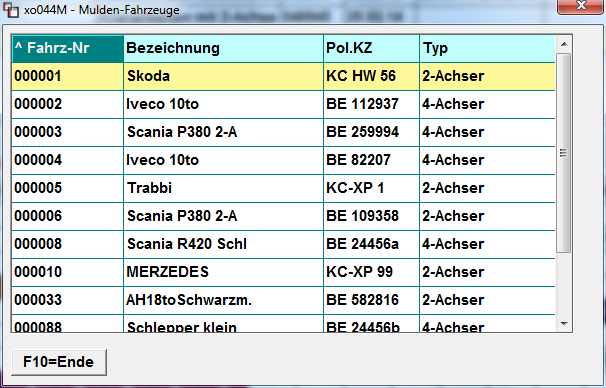 xo044M - Mulden-Fahrzeuge
^ Fahrz-Nr Bezeichnung Pol.KZ Typ
000001 Skoda KC HW 56 2-Achser
000002 Iveco 10to BE 112937 4-Achser
000003 Scania P380 2-A BE 259994 4-Achser
000004 Iveco 10to BE 82207 4-Achser
000005 Trabbi KC-XP 1 2-Achser
000006 Scania P380 2-A BE 109358 2-Achser
000008 Scania R420 Schl BE 24456a 4-Achser
000010 MERZEDES KC-XP 99 2-Achser
000033 AH18toSchwarzm. BE 582816 2-Achser
000088 Schlepper klein BE 24456b 4-Achser
F10=Ende